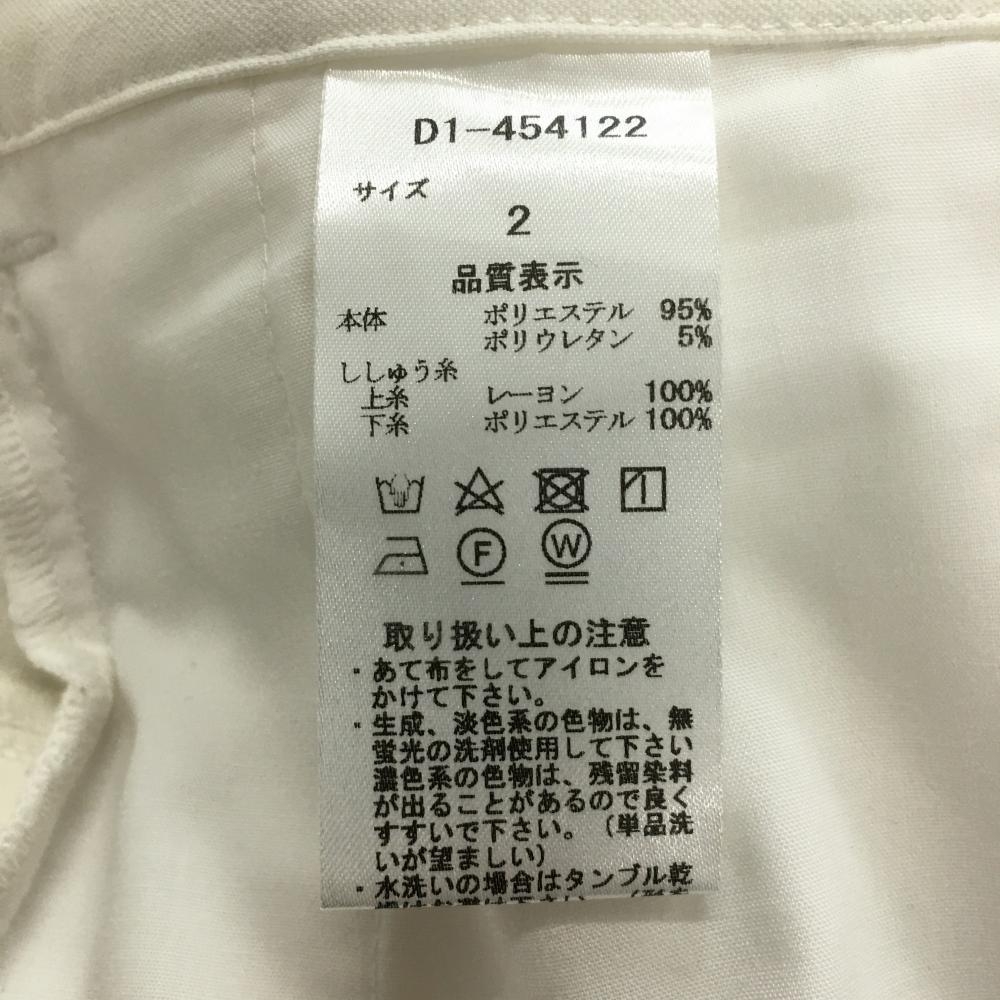 D1-454122
サイズ
2
品質表示
本体 ポリエステル 95%
ポリウレタン 5%
ししゅう糸
上糸 レーヨン 100%
下糸 ポリエステル 100%
F W
取り扱い上の注意
・あて布をしてアイロンを
かけて下さい。
・生成、淡色系の色物は、無
蛍光の洗剤使用して下さい
濃色系の色物は、残留染料
が出ることがあるので良く
すすいで下さい。（単品洗
いが望ましい）
・水洗いの場合はタンブル乾